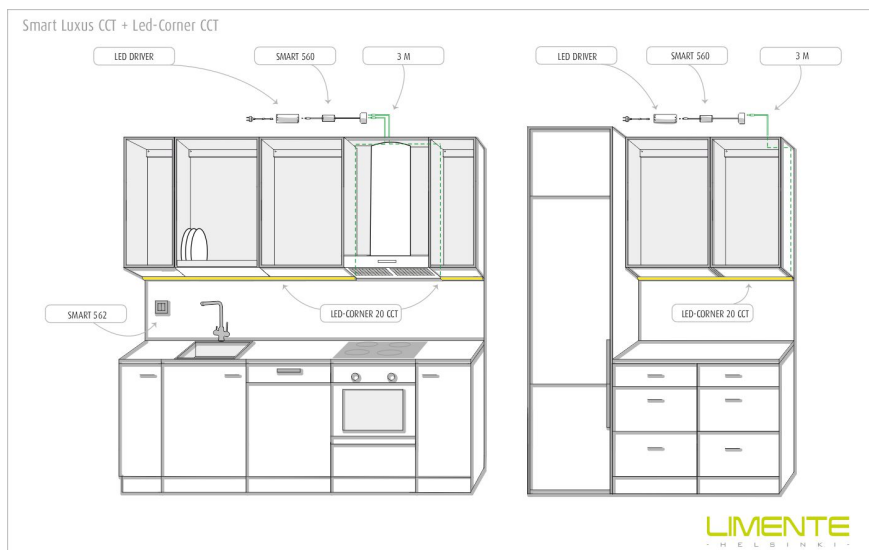 Smart Luxus CCT + Led-Corner CCT
LED DRIVER
SMART 560
3 M
LED DRIVER
SMART 560
3 M
SMART 562
LED-CORNER 20 CCT
LED-CORNER 20 CCT
LIMENTE
- HELSINKI -